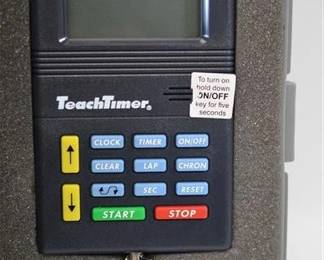 To turn on
hold down
ON/OFF
key for five
seconds
TeachTimer®
CLOCK TIMER ON/OFF
CLEAR LAP CHRON
SEC RESET
START STOP